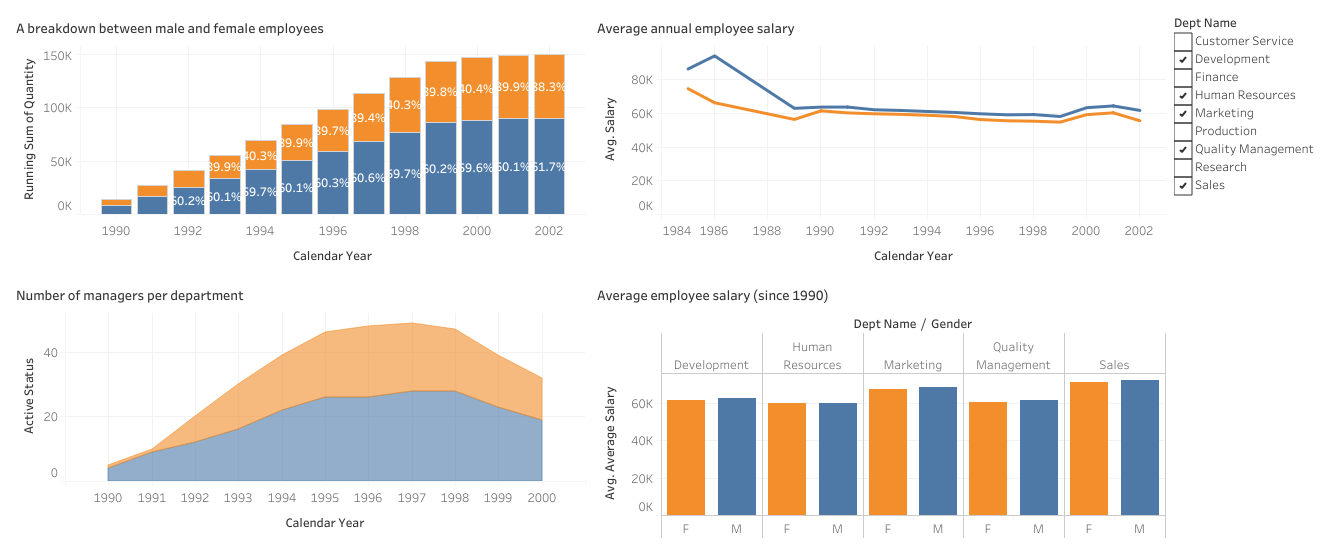 A breakdown between male and female employees
Running Sum of Quantity
150K
100K
50K
0K
39.9%
40.3%
39.9%
39.7%
39.4%
40.3%
39.8%
40.4%
39.9%
38.3%
60.2%
60.1%
59.7%
60.1%
60.3%
60.6%
59.7%
60.2%
59.6%
60.1%
61.7%
1990 1992 1994 1996 1998 2000 2002
Calendar Year
Average annual employee salary
Avg. Salary
80K
60K
40K
20K
0K
1984 1986 1988 1990 1992 1994 1996 1998 2000 2002
Calendar Year
Dept Name
Customer Service
Development
Finance
Human Resources
Marketing
Production
Quality Management
Research
Sales
Number of managers per department
Active Status
40
20
0
1990 1991 1992 1993 1994 1995 1996 1997 1998 1999 2000
Calendar Year
Average employee salary (since 1990)
Dept Name / Gender
Development
Human
Resources
Marketing
Quality
Management
Sales
Avg. Average Salary
60K
40K
20K
0K
F M F M F M F M F M